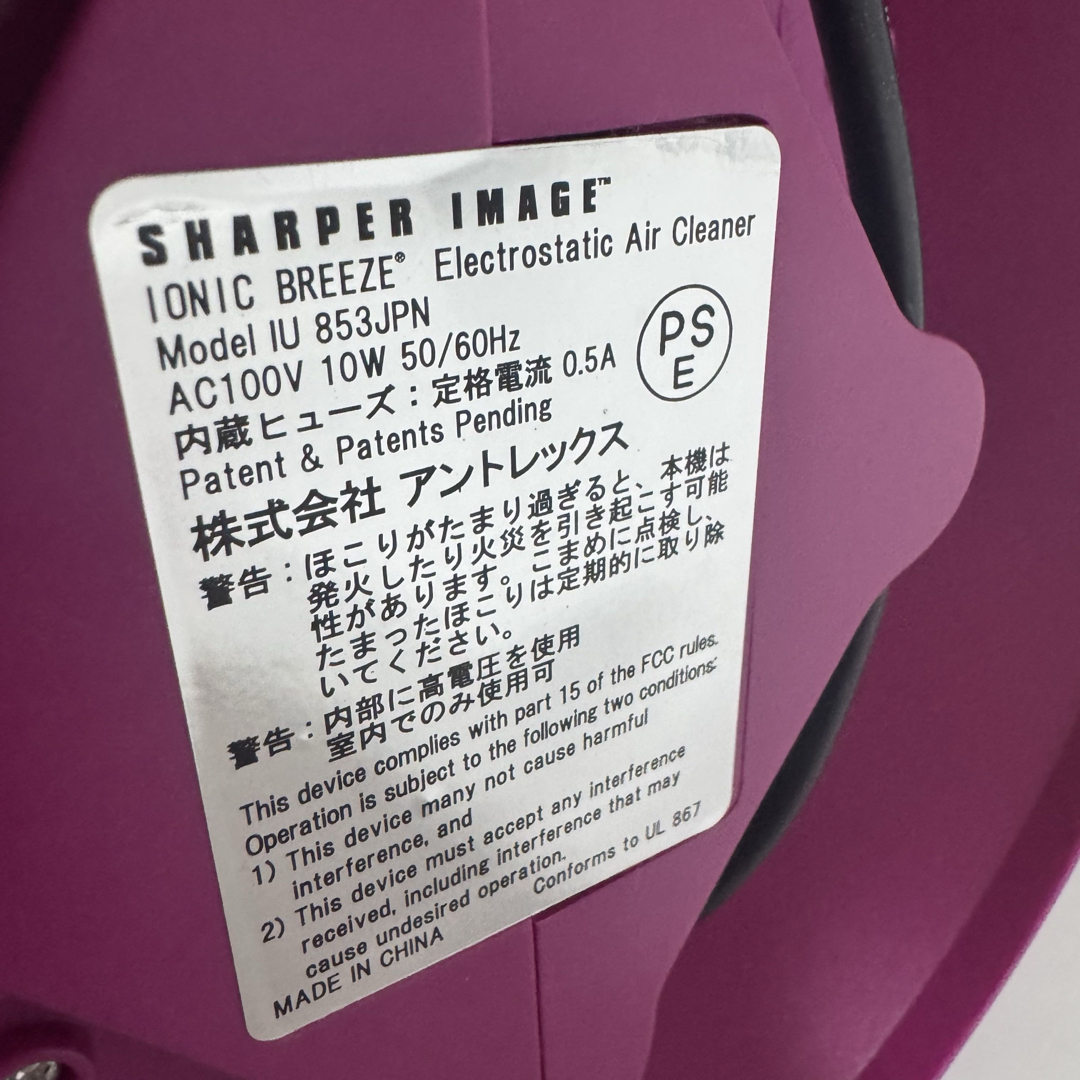 SHARPER IMAGE™
IONIC BREEZE® Electrostatic Air Cleaner
Model IU 853JPN
AC100V 10W 50/60Hz
内蔵ヒューズ：定格電流 0.5A
PS
E
Patent & Patents Pending
株式会社 アントレックス
警告：ほこりがたまり過ぎると、本機は
発火したり火災を引き起こす可能
性があります。こまめに点検し、
たまったほこりは定期的に取り除
いてください。
警告：内部に高電圧を使用
室内でのみ使用可
This device complies with part 15 of the FCC rules.
Operation is subject to the following two conditions:
1) This device many not cause harmful
interference, and
2) This device must accept any interference
received, including interference that may
cause undesired operation.
Conforms to UL 867
MADE IN CHINA